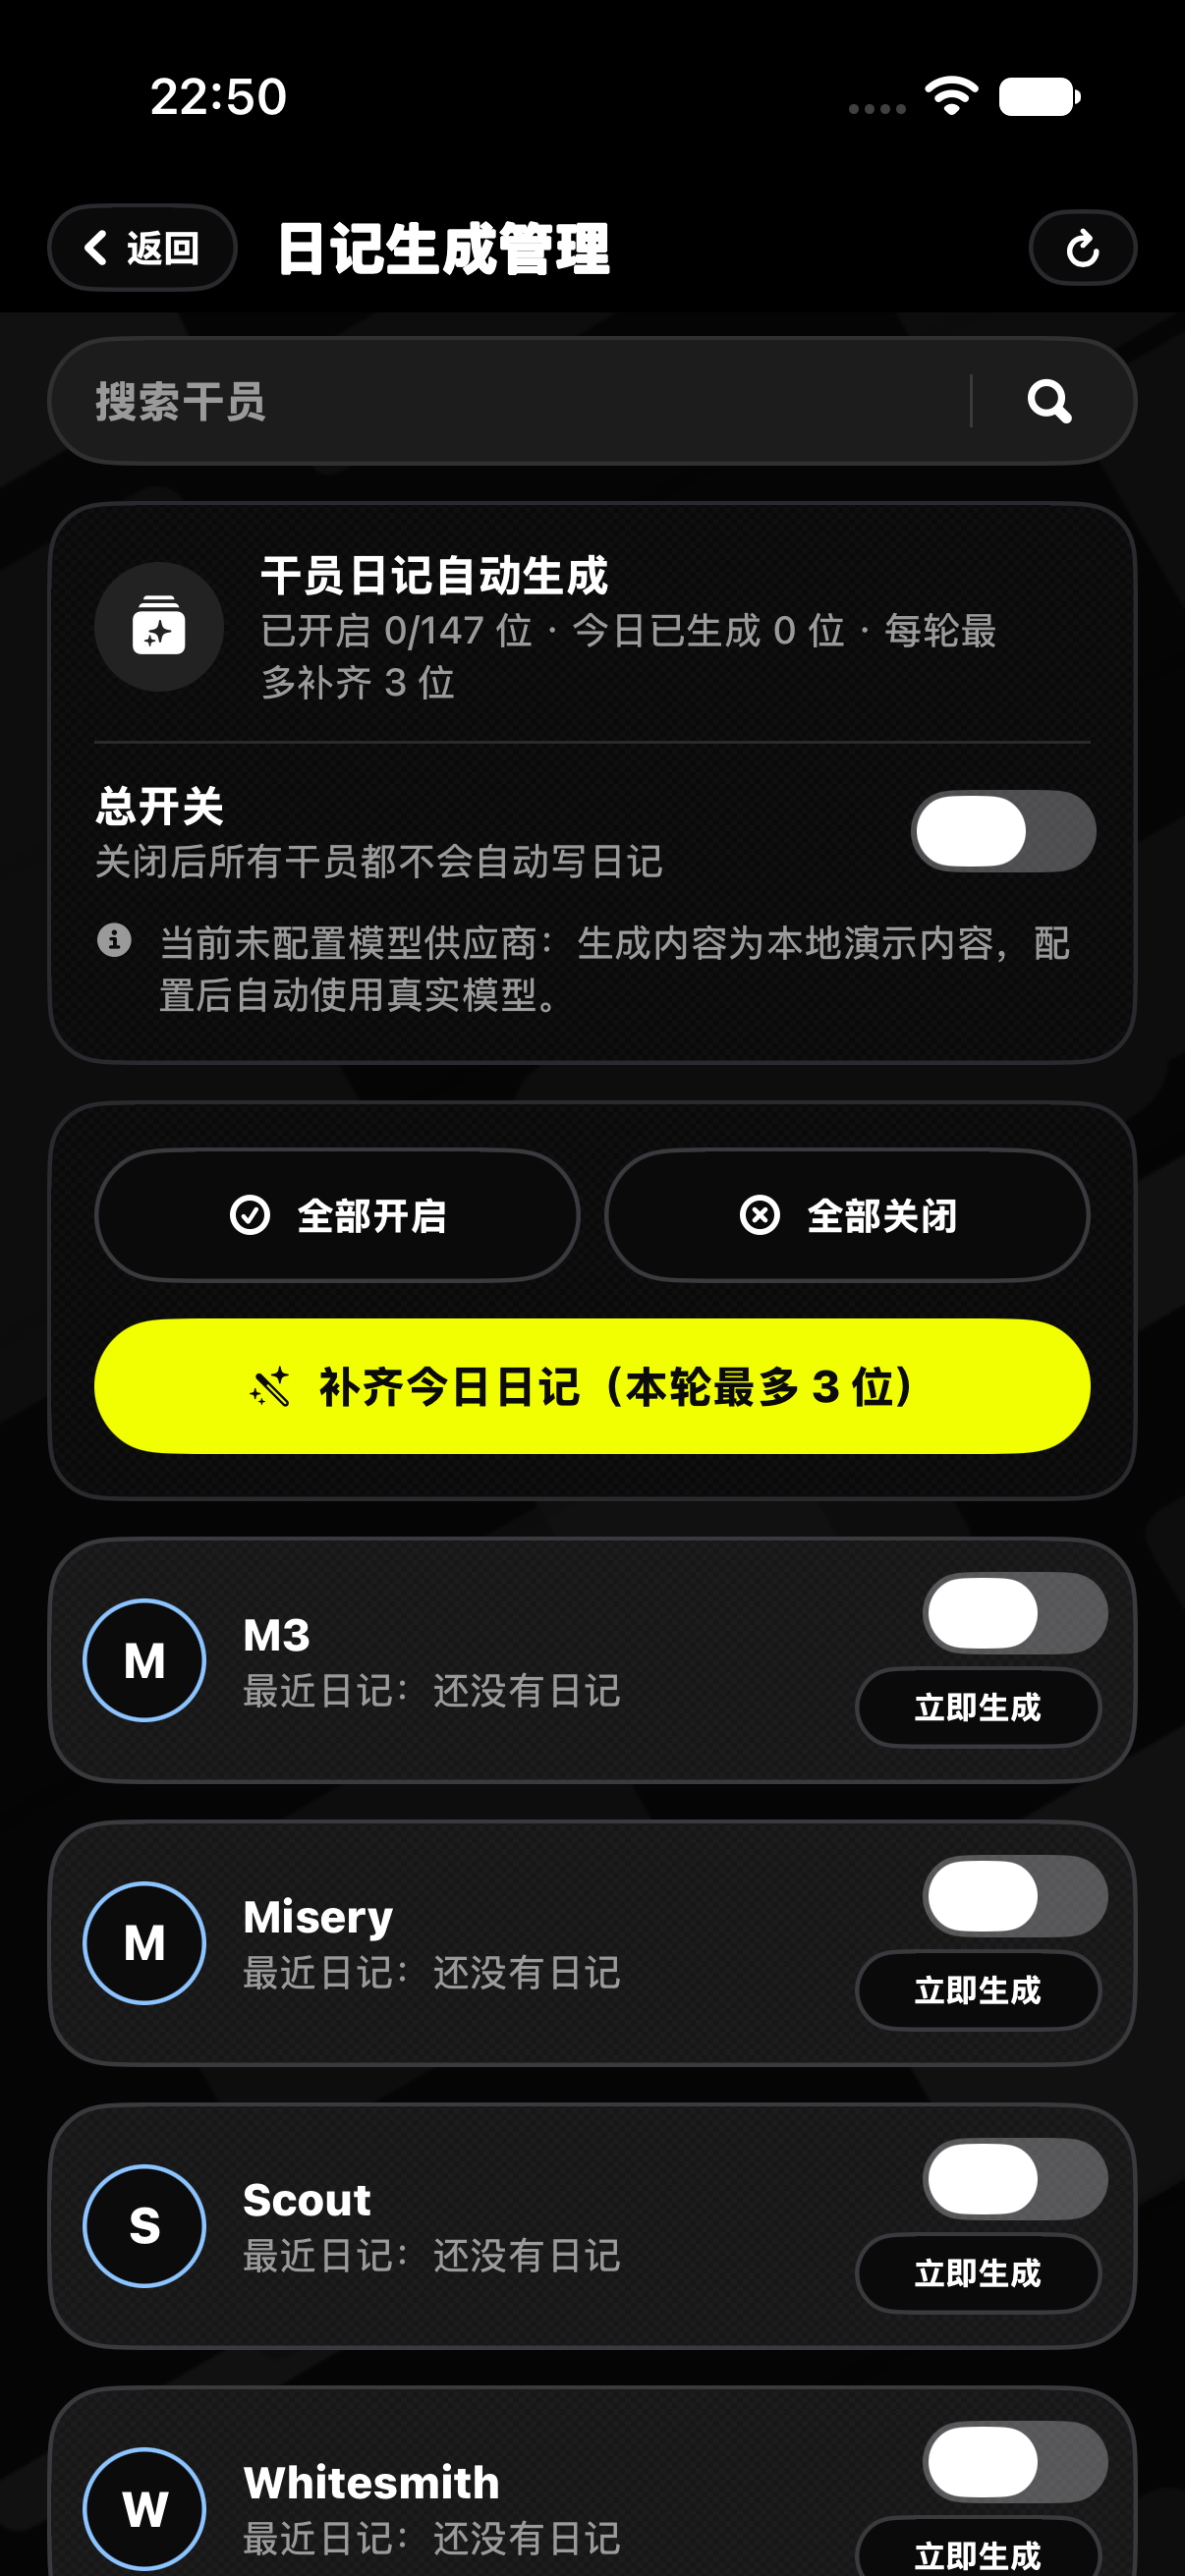 22:50
返回
日记生成管理
搜索干员
干员日记自动生成
已开启 0/147 位 · 今日已生成 0 位 · 每轮最
多补齐 3 位
总开关
关闭后所有干员都不会自动写日记
当前未配置模型供应商：生成内容为本地演示内容，配
置后自动使用真实模型。
全部开启
全部关闭
补齐今日日记（本轮最多 3 位）
M
M3
最近日记：还没有日记
立即生成
M
Misery
最近日记：还没有日记
立即生成
S
Scout
最近日记：还没有日记
立即生成
W
Whitesmith
最近日记：还没有日记
立即生成